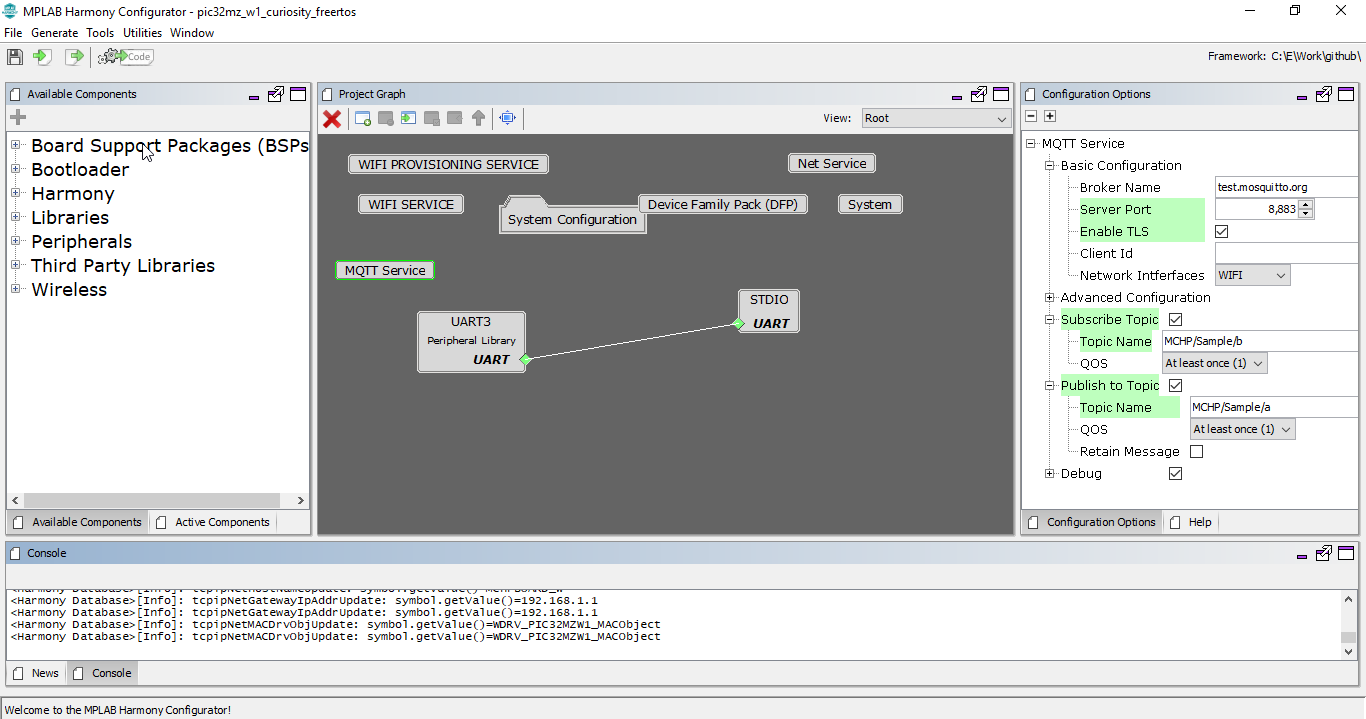 MPLAB Harmony Configurator - pic32mz_w1_curiosity_freertos
File Generate Tools Utilities Window
Code
Framework: C:\E\Work\github\
Available Components
Board Support Packages (BSPs
Bootloader
Harmony
Libraries
Peripherals
Third Party Libraries
Wireless
Available Components
Active Components
Project Graph
View: Root
WIFI PROVISIONING SERVICE
Net Service
WIFI SERVICE
System Configuration
Device Family Pack (DFP)
System
MQTT Service
STDIO
UART
UART3
Peripheral Library
UART
Configuration Options
MQTT Service
Basic Configuration
Broker Name test.mosquitto.org
Server Port 8,883
Enable TLS
Client Id
Network Intferfaces WIFI
Advanced Configuration
Subscribe Topic
Topic Name MCHP/Sample/b
QOS At least once (1)
Publish to Topic
Topic Name MCHP/Sample/a
QOS At least once (1)
Retain Message
Debug
Configuration Options
Help
Console
<Harmony Database>[Info]: tcpipNetGatewayIpAddrUpdate: symbol.getValue()=192.168.1.1
<Harmony Database>[Info]: tcpipNetGatewayIpAddrUpdate: symbol.getValue()=192.168.1.1
<Harmony Database>[Info]: tcpipNetMACDrvObjUpdate: symbol.getValue()=WDRV_PIC32MZW1_MACObject
<Harmony Database>[Info]: tcpipNetMACDrvObjUpdate: symbol.getValue()=WDRV_PIC32MZW1_MACObject
News
Console
Welcome to the MPLAB Harmony Configurator!